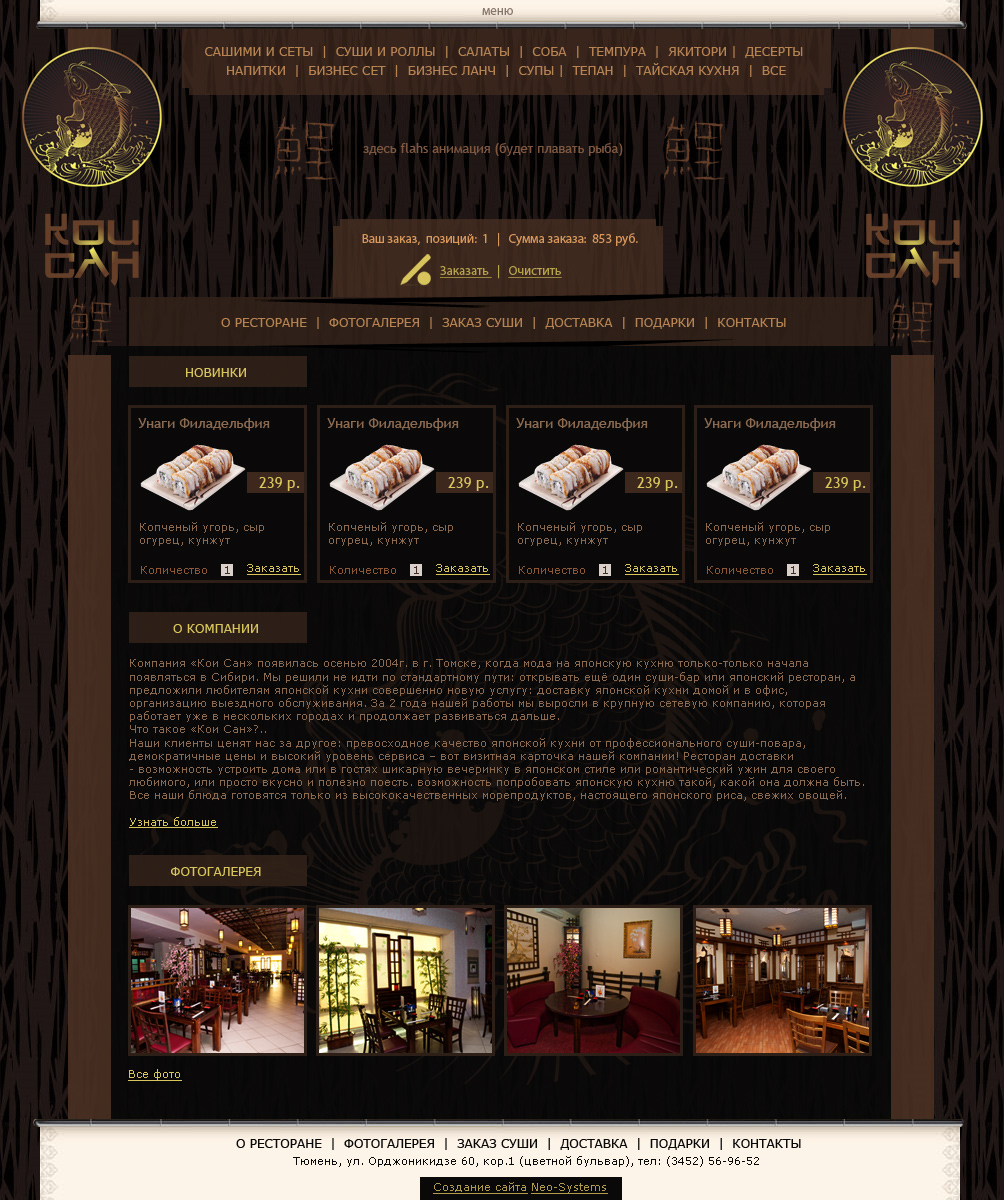 меню
САШИМИ И СЕТЫ | СУШИ И РОЛЛЫ | САЛАТЫ | СОБА | ТЕМПУРА | ЯКИТОРИ | ДЕСЕРТЫ
НАПИТКИ | БИЗНЕС СЕТ | БИЗНЕС ЛАНЧ | СУПЫ | ТЕПАН | ТАЙСКАЯ КУХНЯ | ВСЕ
здесь flahs анимация (будет плавать рыба)
КОИ САН
КОИ САН
Ваш заказ, позиций: 1 | Сумма заказа: 853 руб.
Заказать | Очистить
О РЕСТОРАНЕ | ФОТОГАЛЕРЕЯ | ЗАКАЗ СУШИ | ДОСТАВКА | ПОДАРКИ | КОНТАКТЫ
НОВИНКИ
Унаги Филадельфия
239 р.
Копченый угорь, сыр
огурец, кунжут
Количество 1 Заказать
Унаги Филадельфия
239 р.
Копченый угорь, сыр
огурец, кунжут
Количество 1 Заказать
Унаги Филадельфия
239 р.
Копченый угорь, сыр
огурец, кунжут
Количество 1 Заказать
Унаги Филадельфия
239 р.
Копченый угорь, сыр
огурец, кунжут
Количество 1 Заказать
О КОМПАНИИ
Компания «Кои Сан» появилась осенью 2004г. в г. Томске, когда мода на японскую кухню только-только начала
появляться в Сибири. Мы решили не идти по стандартному пути: открывать ещё один суши-бар или японский ресторан, а
предложили любителям японской кухни совершенно новую услугу: доставку японской кухни домой и в офис,
организацию выездного обслуживания. За 2 года нашей работы мы выросли в крупную сетевую компанию, которая
работает уже в нескольких городах и продолжает развиваться дальше.
Что такое «Кои Сан»?..
Наши клиенты ценят нас за другое: превосходное качество японской кухни от профессионального суши-повара,
демократичные цены и высокий уровень сервиса – вот визитная карточка нашей компании! Ресторан доставки
- возможность устроить дома или в гостях шикарную вечеринку в японском стиле или романтический ужин для своего
любимого, или просто вкусно и полезно поесть. возможность попробовать японскую кухню такой, какой она должна быть.
Все наши блюда готовятся только из высококачественных морепродуктов, настоящего японского риса, свежих овощей.
Узнать больше
ФОТОГАЛЕРЕЯ
Все фото
О РЕСТОРАНЕ | ФОТОГАЛЕРЕЯ | ЗАКАЗ СУШИ | ДОСТАВКА | ПОДАРКИ | КОНТАКТЫ
Тюмень, ул. Орджоникидзе 60, кор.1 (цветной бульвар), тел: (3452) 56-96-52
Создание сайта Neo-Systems